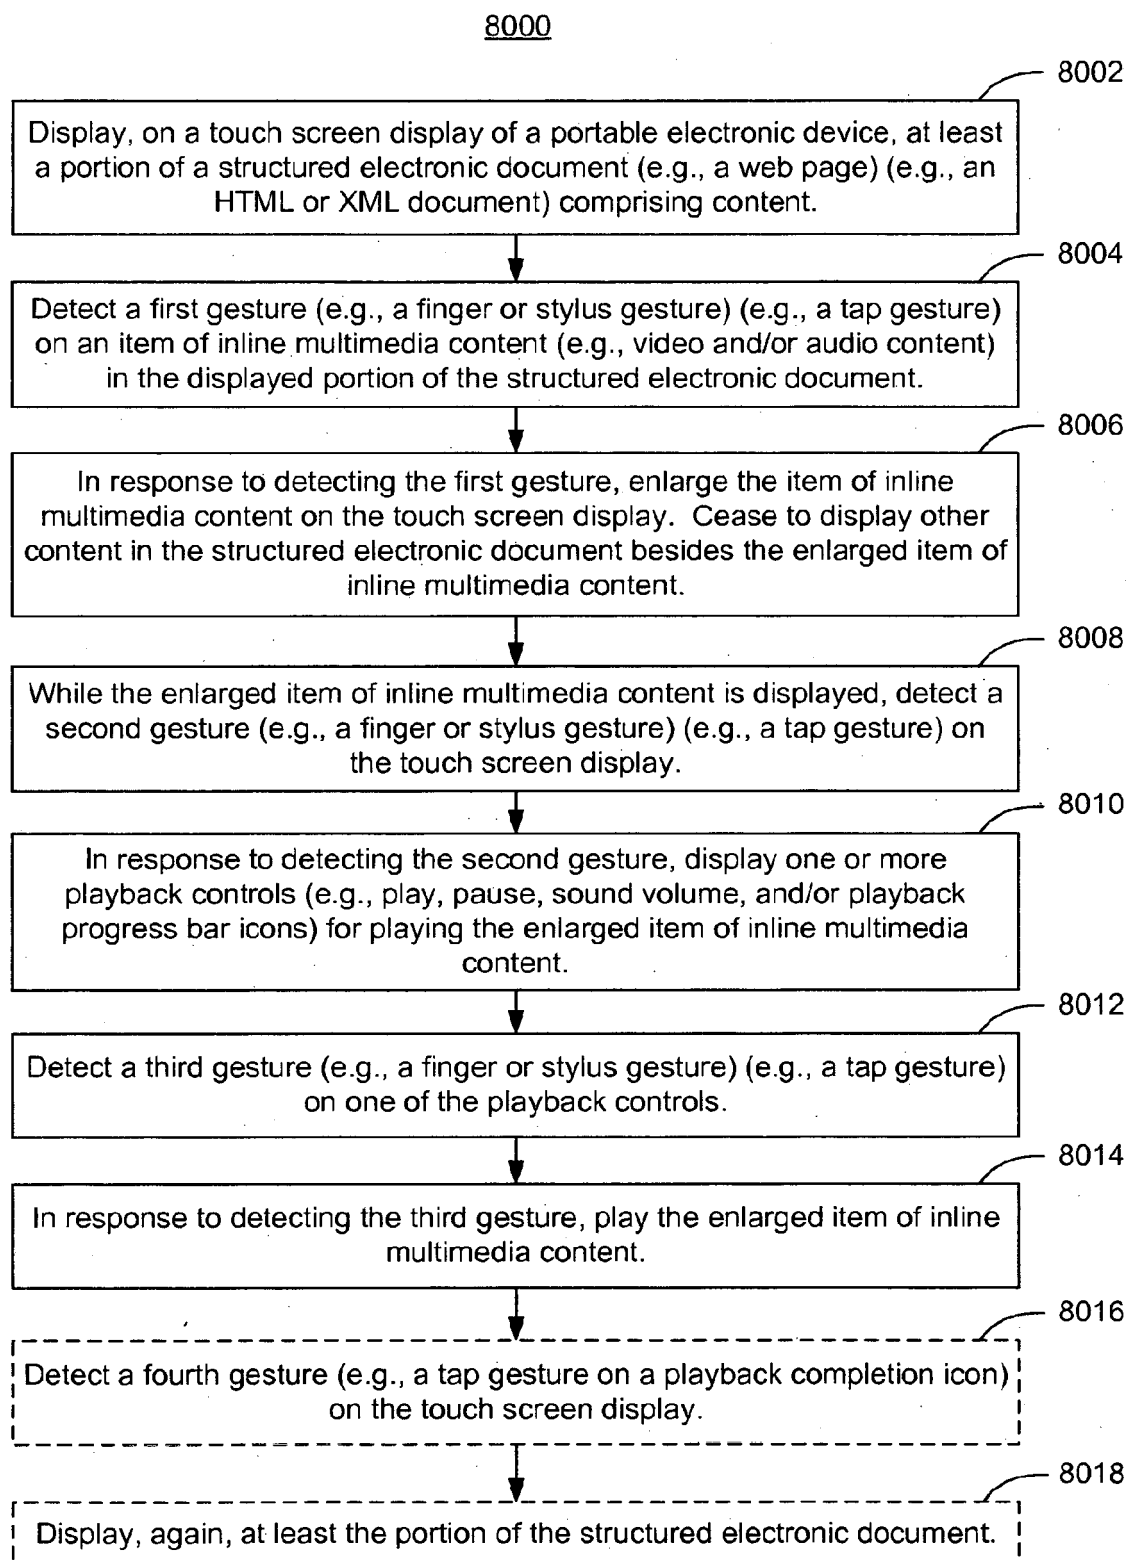 8000
8002
Display, on a touch screen display of a portable electronic device, at least
a portion of a structured electronic document (e.g., a web page) (e.g., an
HTML or XML document) comprising content.
8004
Detect a first gesture (e.g., a finger or stylus gesture) (e.g., a tap gesture)
on an item of inline multimedia content (e.g., video and/or audio content)
in the displayed portion of the structured electronic document.
8006
In response to detecting the first gesture, enlarge the item of inline
multimedia content on the touch screen display. Cease to display other
content in the structured electronic document besides the enlarged item of
inline multimedia content.
8008
While the enlarged item of inline multimedia content is displayed, detect a
second gesture (e.g., a finger or stylus gesture) (e.g., a tap gesture) on
the touch screen display.
8010
In response to detecting the second gesture, display one or more
playback controls (e.g., play, pause, sound volume, and/or playback
progress bar icons) for playing the enlarged item of inline multimedia
content.
8012
Detect a third gesture (e.g., a finger or stylus gesture) (e.g., a tap gesture)
on one of the playback controls.
8014
In response to detecting the third gesture, play the enlarged item of inline
multimedia content.
8016
Detect a fourth gesture (e.g., a tap gesture on a playback completion icon)
on the touch screen display.
8018
Display, again, at least the portion of the structured electronic document.